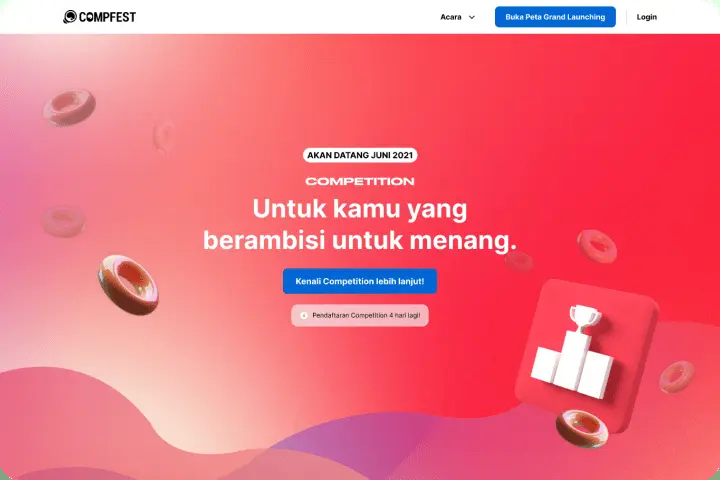 COMPFEST
Acara
Buka Peta Grand Launching
Login
AKAN DATANG JUNI 2021
COMPETITION
Untuk kamu yang
berambisi untuk menang.
Kenali Competition lebih lanjut!
Pendaftaran Competition 4 hari lagi!